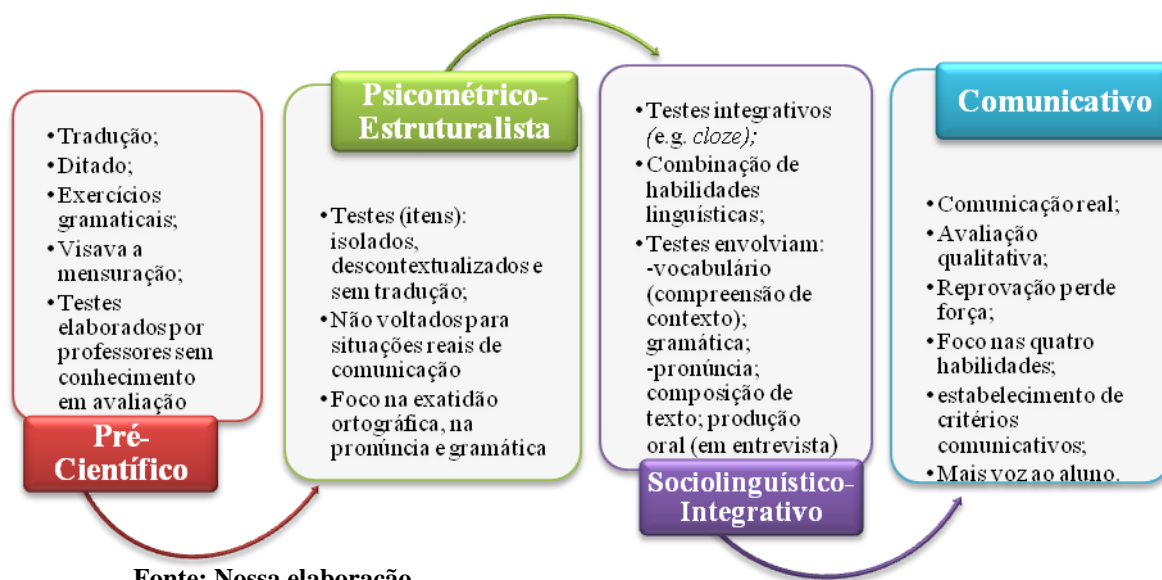 •Tradução;
•Ditado;
•Exercícios
gramaticais;
•Visava a
mensuração;
•Testes
elaborados por
professores sem
conhecimento
em avaliação
Pré-
Científico
Psicométrico-
Estruturalista
•Testes (itens):
isolados,
descontextualizados e
sem tradução;
•Não voltados para
situações reais de
comunicação
•Foco na exatidão
ortográfica, na
pronúncia e gramática
•Testes integrativos
(e.g. cloze);
•Combinação de
habilidades
linguísticas;
•Testes envolviam:
-vocabulário
(compreensão de
contexto);
gramática;
-pronúncia;
composição de
texto; produção
oral (em entrevista)
Sociolinguístico-
Integrativo
Comunicativo
•Comunicação real;
•Avaliação
qualitativa;
•Reprovação perde
força;
•Foco nas quatro
habilidades;
•estabelecimento de
critérios
comunicativos;
•Mais voz ao aluno.
Fonte: Nossa elaboração